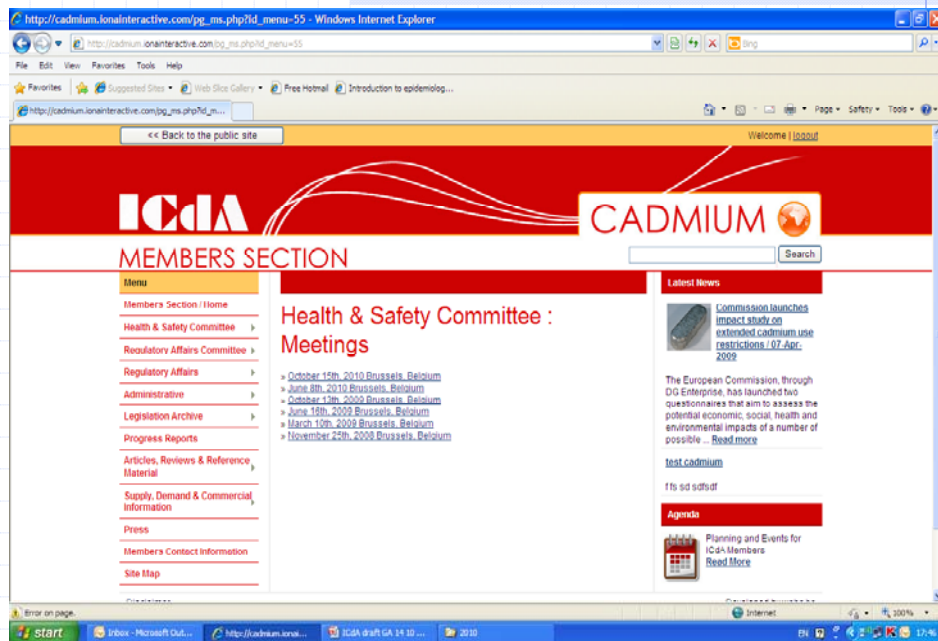 http://cadmium.ionainteractive.com/pg_ms.php?id_menu=55 - Windows Internet Explorer
http://cadmium.ionainteractive.com/pg_ms.php?id_menu=55
Bing
File Edit View Favorites Tools Help
Favorites Suggested Sites Web Slice Gallery Free Hotmail Introduction to epidemiolog...
http://cadmium.ionainteractive.com/pg_ms.php?id_m...
Page Safety Tools
<< Back to the public site
Welcome | logout
ICdA
CADMIUM
MEMBERS SECTION
Search
Menu
Members Section / Home
Health & Safety Committee
Regulatory Affairs Committee
Regulatory Affairs
Administrative
Legislation Archive
Progress Reports
Articles, Reviews & Reference
Material
Supply, Demand & Commercial
Information
Press
Members Contact Information
Site Map
Health & Safety Committee :
Meetings
» October 15th, 2010 Brussels, Belgium
» June 8th, 2010 Brussels, Belgium
» October 13th, 2009 Brussels, Belgium
» June 16th, 2009 Brussels, Belgium
» March 10th, 2009 Brussels, Belgium
» November 25th, 2008 Brussels, Belgium
Latest News
Commission launches
impact study on
extended cadmium use
restrictions / 07-Apr-
2009
The European Commission, through
DG Enterprise, has launched two
questionnaires that aim to assess the
potential economic, social, health and
environmental impacts of a number of
possible ... Read more
test cadmium
f fs sd sdfsdf
Agenda
Planning and Events for
ICdA Members
Read More
Error on page.
Internet
100%
start
Inbox - Microsoft Out...
http://cadmium.ionai...
ICdA draft GA 14 10 ...
2010
EN
17:46